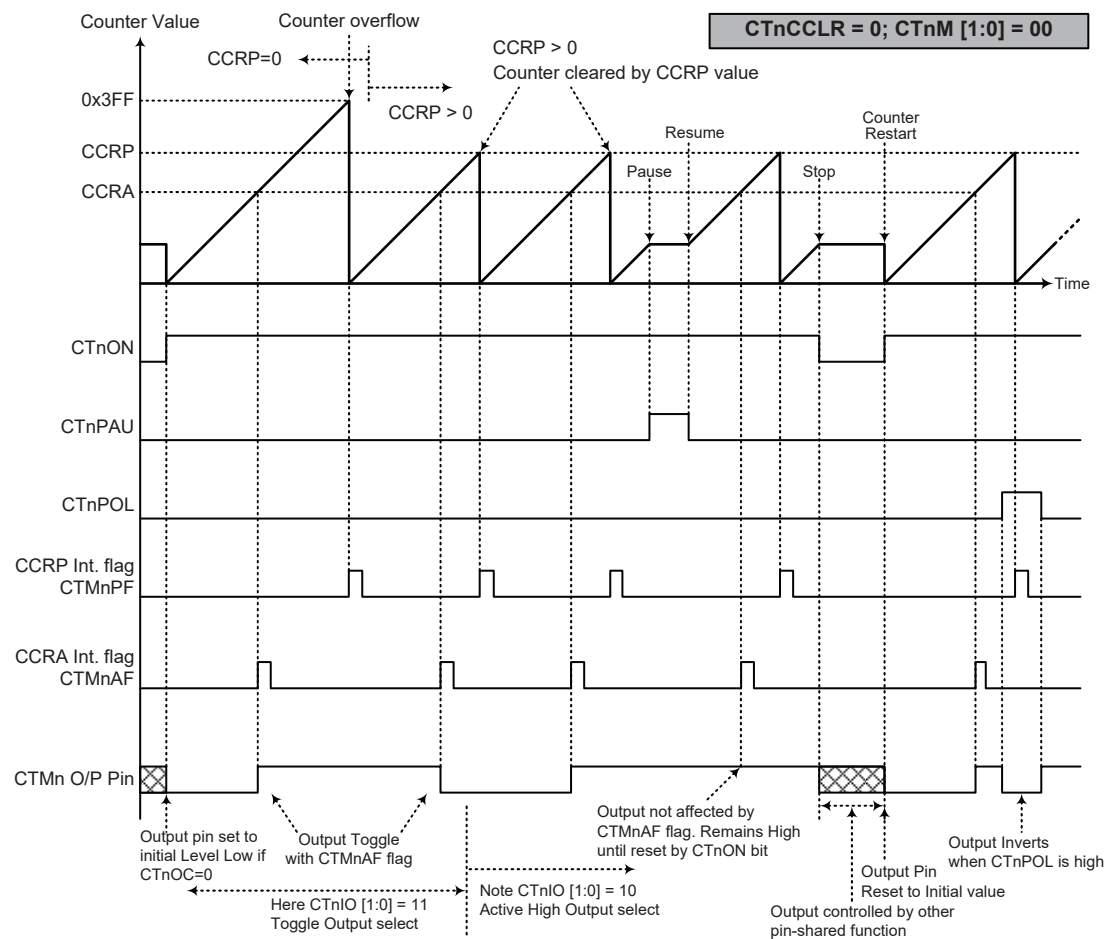 Counter Value
Counter overflow
CTnCCLR = 0; CTnM [1:0] = 00
CCRP=0
CCRP > 0
CCRP > 0
Counter cleared by CCRP value
0x3FF
CCRP
CCRA
Pause
Resume
Stop
Counter
Restart
Time
CTnON
CTnPAU
CTnPOL
CCRP Int. flag
CTMnPF
CCRA Int. flag
CTMnAF
CTMn O/P Pin
Output pin set to
initial Level Low if
CTnOC=0
Output Toggle
with CTMnAF flag
Here CTnIO [1:0] = 11
Toggle Output select
Note CTnIO [1:0] = 10
Active High Output select
Output not affected by
CTMnAF flag. Remains High
until reset by CTnON bit
Output controlled by other
pin-shared function
Output Pin
Reset to Initial value
Output Inverts
when CTnPOL is high